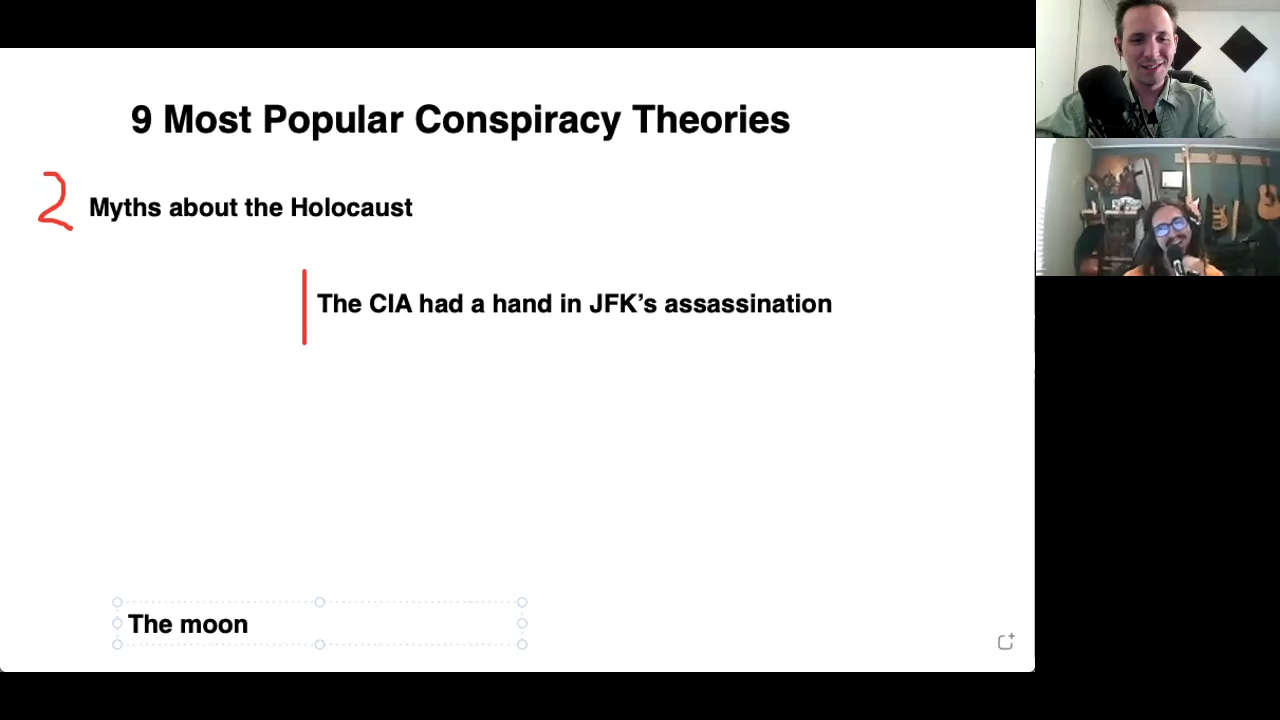 9 Most Popular Conspiracy Theories
2 Myths about the Holocaust
The CIA had a hand in JFK’s assassination
The moon